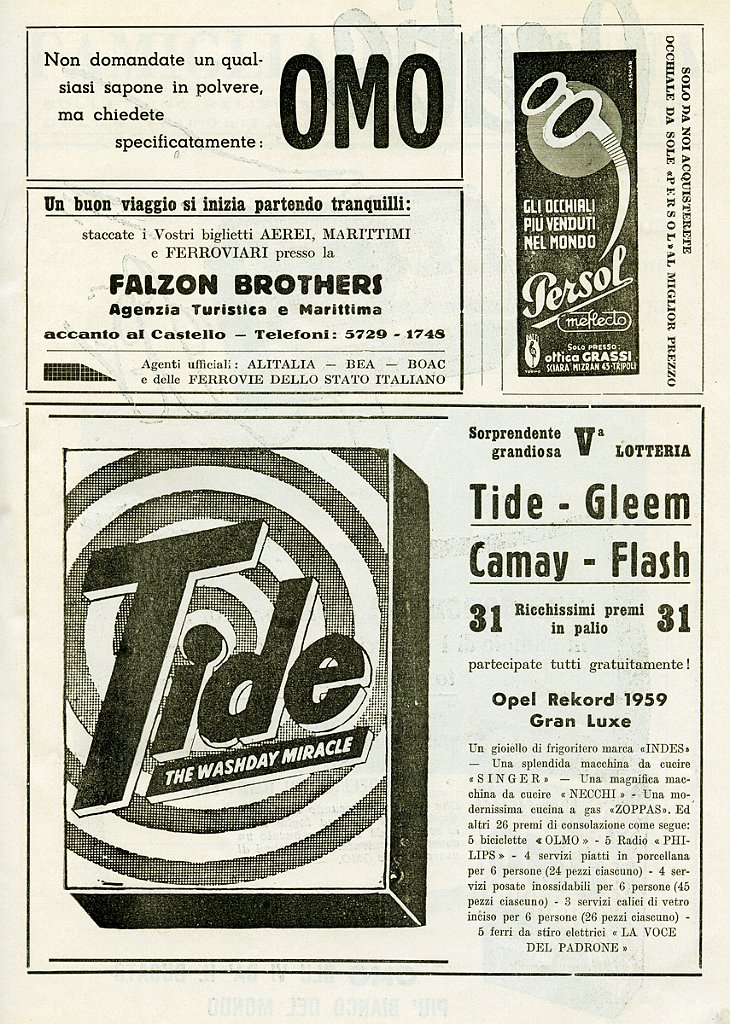 Non domandate un qual-
siasi sapone in polvere,
ma chiedete
specificatamente:
OMO
Un buon viaggio si inizia partendo tranquilli:
staccate i Vostri biglietti AEREI, MARITTIMI
e FERROVIARI presso la
FALZON BROTHERS
Agenzia Turistica e Marittima
accanto al Castello — Telefoni: 5729 - 1748
Agenti ufficiali: ALITALIA — BEA — BOAC
e delle FERROVIE DELLO STATO ITALIANO
GLI OCCHIALI
PIÙ VENDUTI
NEL MONDO
Persol
meflecto
SOLO PRESSO:
ottica GRASSI
SCIARA MIZRAN 43-TRIPOLI
SOLO DA NOI ACQUISTERETE
OCCHIALE DA SOLE «PERSOL» AL MIGLIOR PREZZO
Tide
THE WASHDAY MIRACLE
Sorprendente
grandiosa Vª LOTTERIA
Tide - Gleem
Camay - Flash
31 Ricchissimi premi
in palio 31
partecipate tutti gratuitamente!
Opel Rekord 1959
Gran Luxe
Un gioiello di frigoritero marca «INDES»
— Una splendida macchina da cucire
«SINGER» — Una magnifica mac-
china da cucire «NECCHI» - Una mo-
dernissima cucina a gas «ZOPPAS». Ed
altri 26 premi di consolazione come segue:
5 biciclette «OLMO» - 5 Radio «PHI-
LIPS» - 4 servizi piatti in porcellana
per 6 persone (24 pezzi ciascuno) - 4 ser-
vizi posate inossidabili per 6 persone (45
pezzi ciascuno) - 3 servizi calici di vetro
inciso per 6 persone (26 pezzi ciascuno) -
5 ferri da stiro elettrici «LA VOCE
DEL PADRONE»